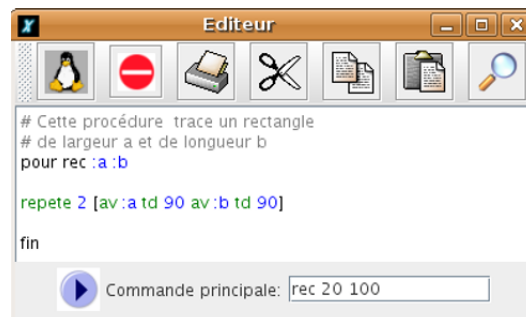 Editeur
# Cette procédure trace un rectangle
# de largeur a et de longueur b
pour rec :a :b
repete 2 [av :a td 90 av :b td 90]
fin
Commande principale: rec 20 100